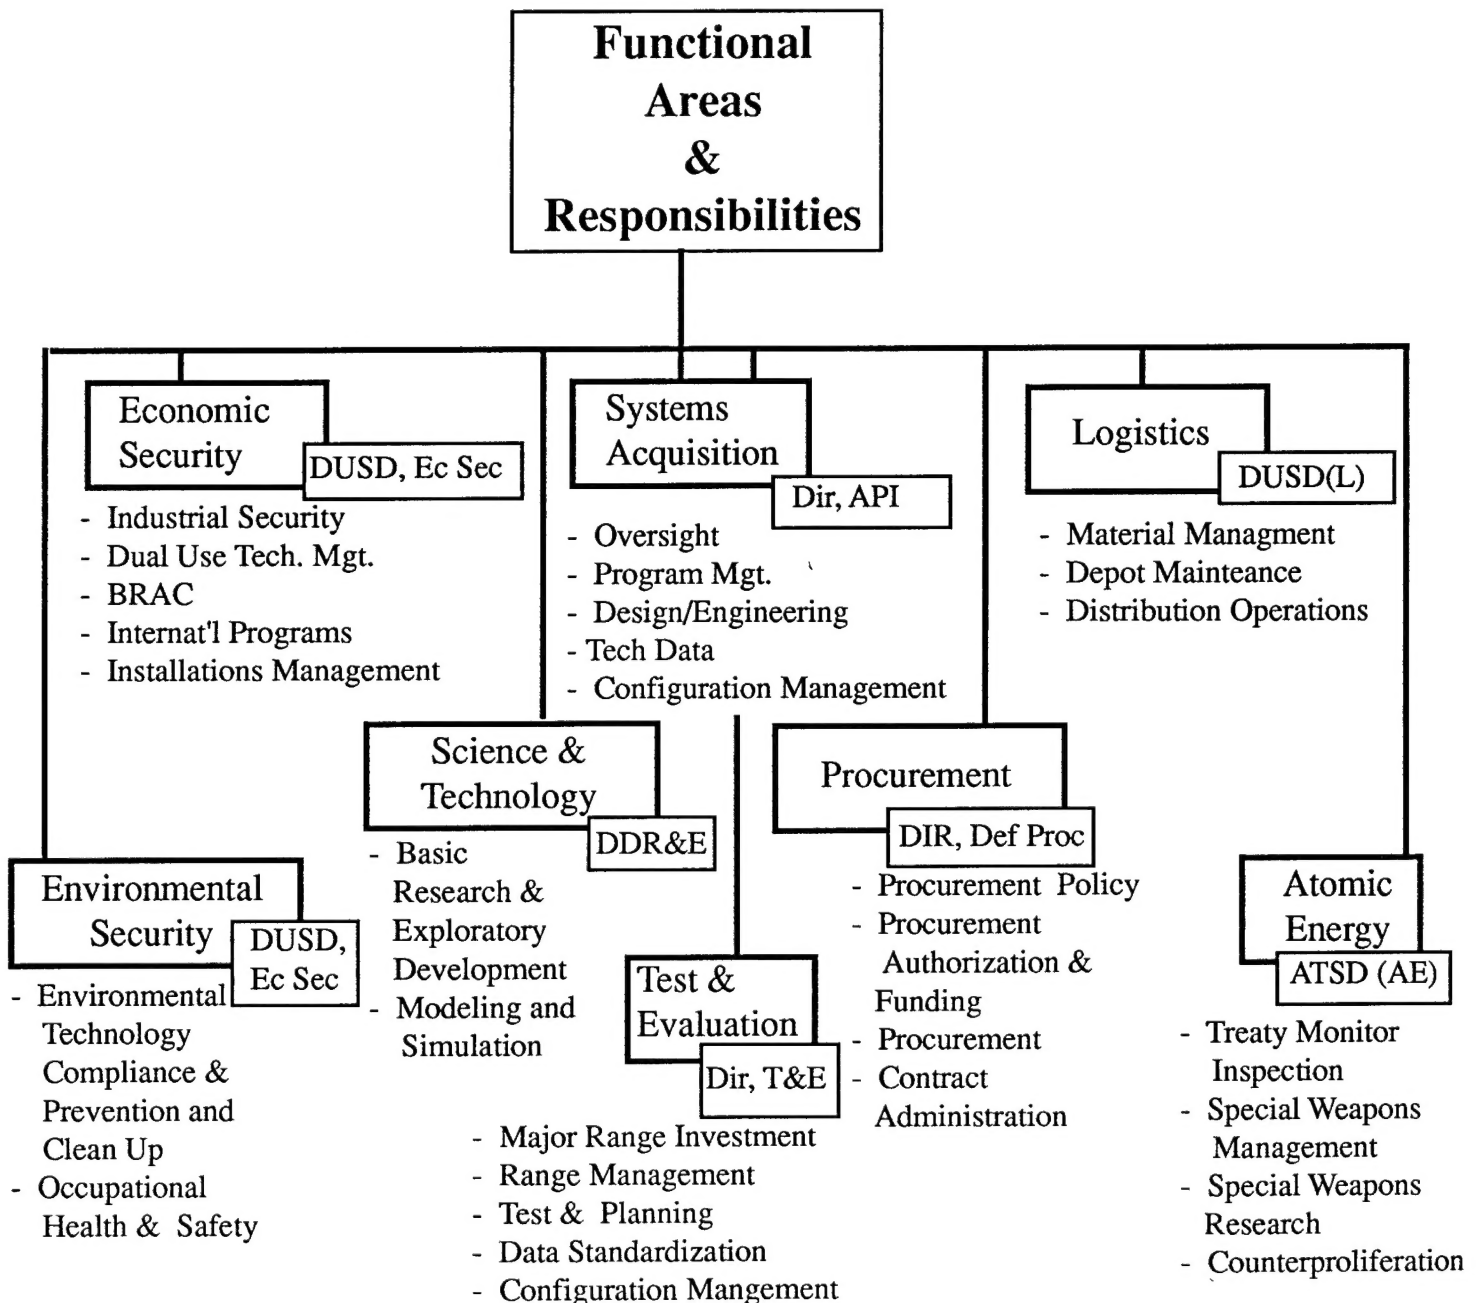 Functional
Areas
&
Responsibilities
Economic
Security
DUSD, Ec Sec
- Industrial Security
- Dual Use Tech. Mgt.
- BRAC
- Internat'l Programs
- Installations Management
Systems
Acquisition
Dir, API
- Oversight
- Program Mgt.
- Design/Engineering
- Tech Data
- Configuration Management
Logistics
DUSD(L)
- Material Managment
- Depot Mainteance
- Distribution Operations
Science &
Technology
DDR&E
- Basic
Research &
Exploratory
Development
- Modeling and
Simulation
Procurement
DIR, Def Proc
- Procurement Policy
- Procurement
Authorization &
Funding
- Procurement
- Contract
Administration
Environmental
Security
DUSD,
Ec Sec
- Environmental
Technology
Compliance &
Prevention and
Clean Up
- Occupational
Health & Safety
Test &
Evaluation
Dir, T&E
- Major Range Investment
- Range Management
- Test & Planning
- Data Standardization
- Configuration Mangement
Atomic
Energy
ATSD (AE)
- Treaty Monitor
Inspection
- Special Weapons
Management
- Special Weapons
Research
- Counterproliferation